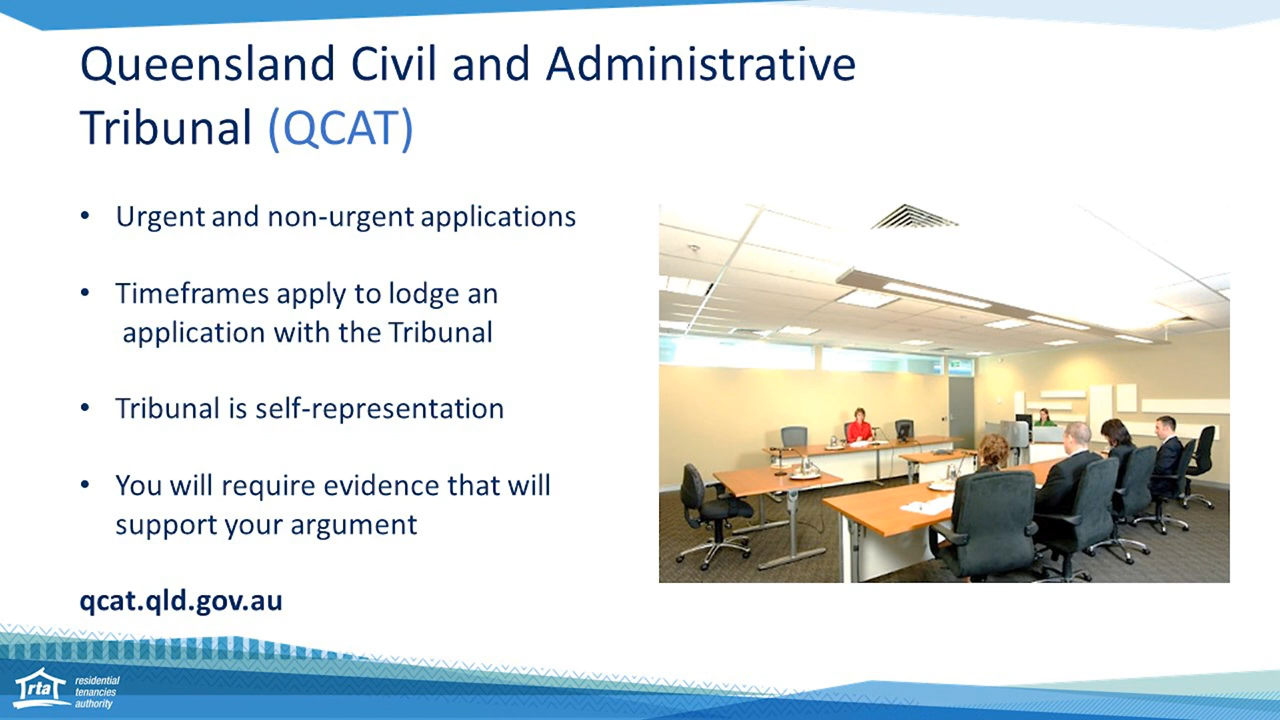 Queensland Civil and Administrative
Tribunal (QCAT)
• Urgent and non-urgent applications
• Timeframes apply to lodge an
application with the Tribunal
• Tribunal is self-representation
• You will require evidence that will
support your argument
qcat.qld.gov.au
rta
residential
tenancies
authority